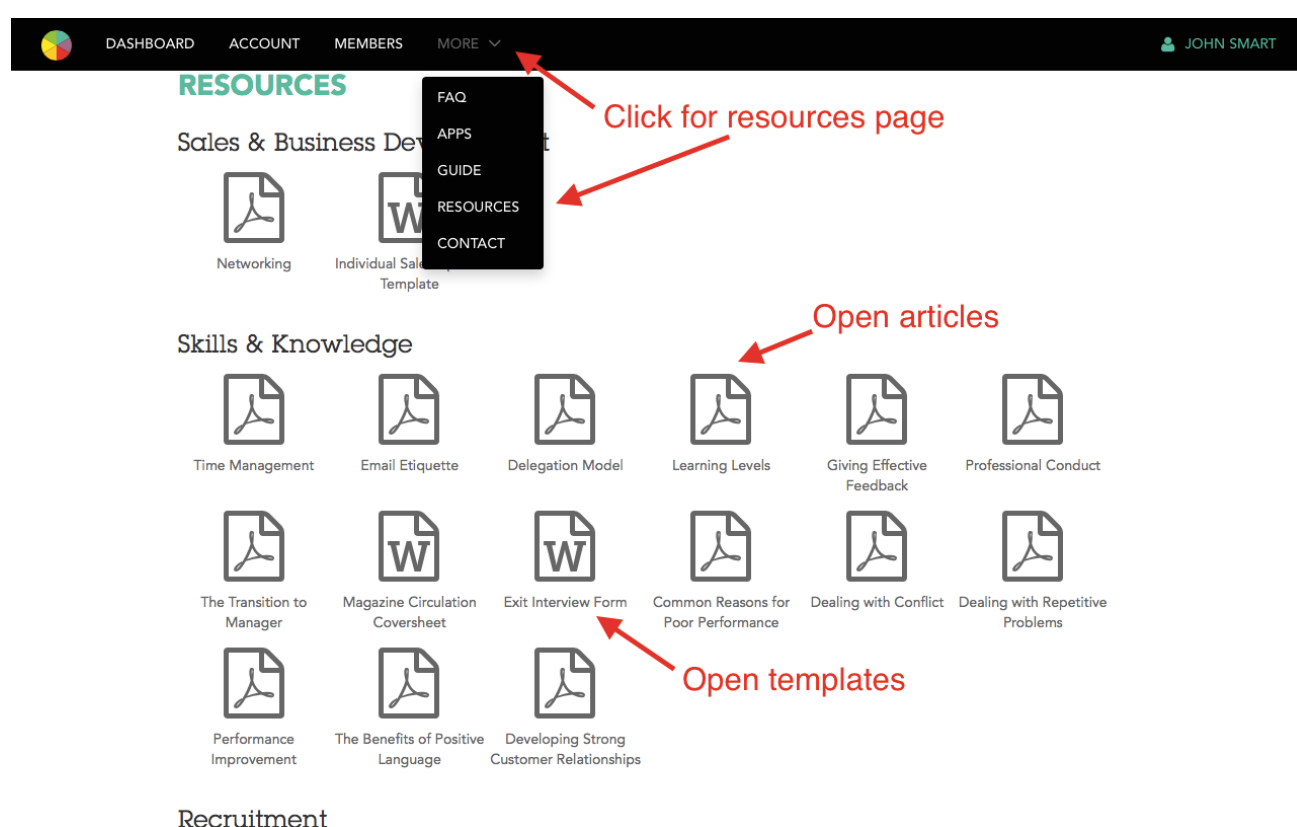 DASHBOARD ACCOUNT MEMBERS MORE JOHN SMART
RESOURCES
FAQ
APPS
GUIDE
RESOURCES
CONTACT
Click for resources page
Sales & Business De t
W
Networking
Individual Sale
Template
Open articles
Skills & Knowledge
Time Management
Email Etiquette
Delegation Model
Learning Levels
Giving Effective
Feedback
Professional Conduct
W
W
The Transition to
Manager
Magazine Circulation
Coversheet
Exit Interview Form
Common Reasons for
Poor Performance
Dealing with Conflict
Dealing with Repetitive
Problems
Open templates
Performance
Improvement
The Benefits of Positive
Language
Developing Strong
Customer Relationships
Recruitment